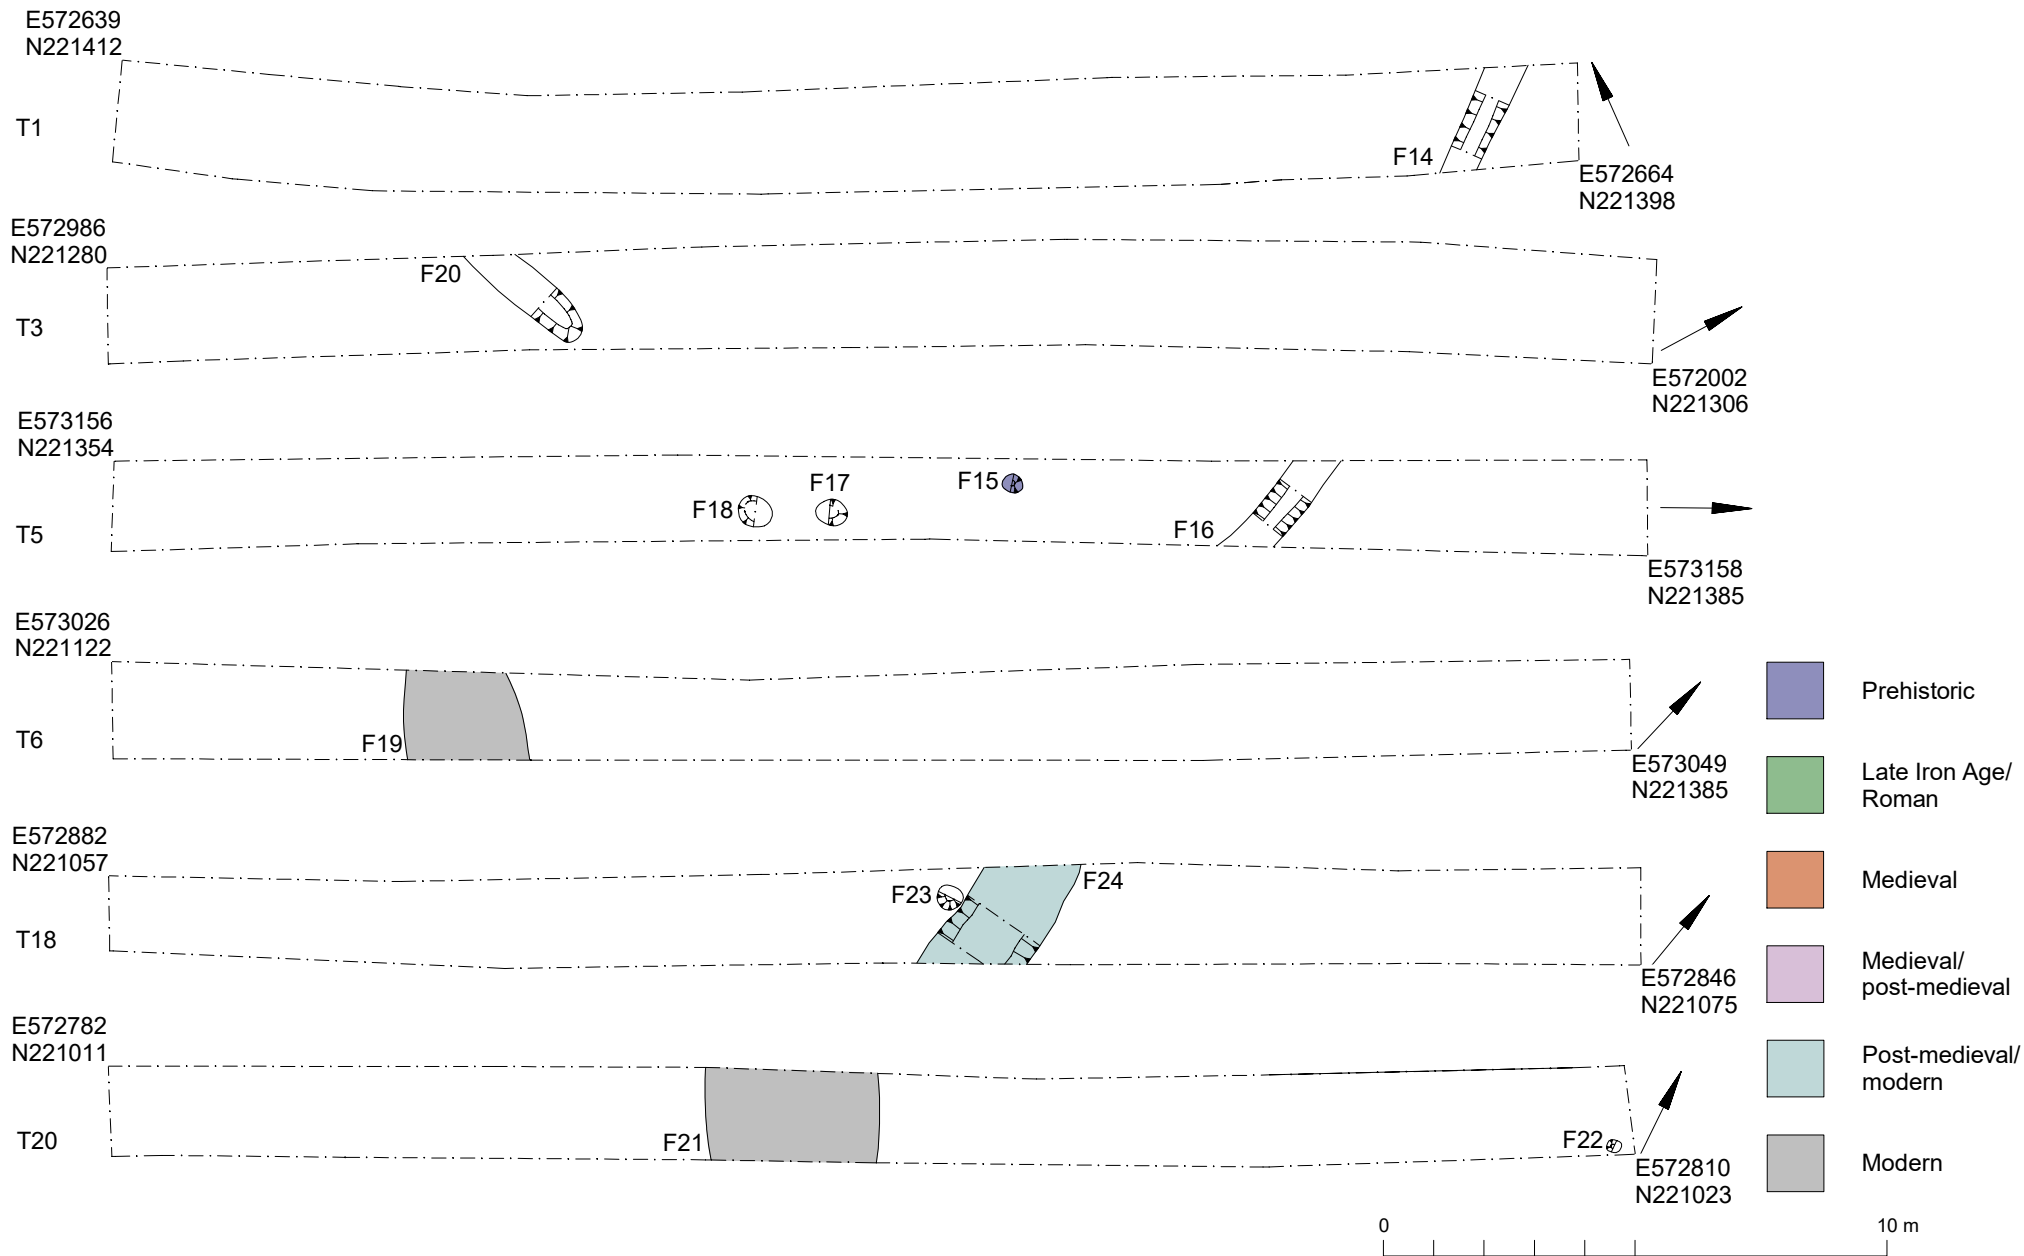 E572639
N221412
T1
F14
E572664
N221398
E572986
N221280
F20
T3
E572002
N221306
E573156
N221354
F17
F15
F18
T5
F16
E573158
N221385
E573026
N221122
T6
F19
E573049
N221385
E572882
N221057
F23
F24
T18
E572846
N221075
E572782
N221011
T20
F21
F22
E572810
N221023
Prehistoric
Late Iron Age/
Roman
Medieval
Medieval/
post-medieval
Post-medieval/
modern
Modern
0 10 m